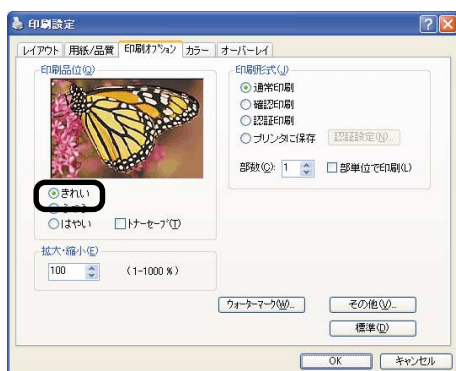 印刷設定
レイアウト 用紙/品質 印刷オプション カラー オーバーレイ
印刷品位(Q)
きれい
はやい
トナーセーブ(T)
拡大・縮小(E)
100 (1-1000 %)
印刷形式(J)
通常印刷
確認印刷
認証印刷
プリンタに保存 認証設定(N)...
部数(C): 1 部単位で印刷(L)
ウォーターマーク(W)... その他(V)...
標準(D)
OK キャンセル